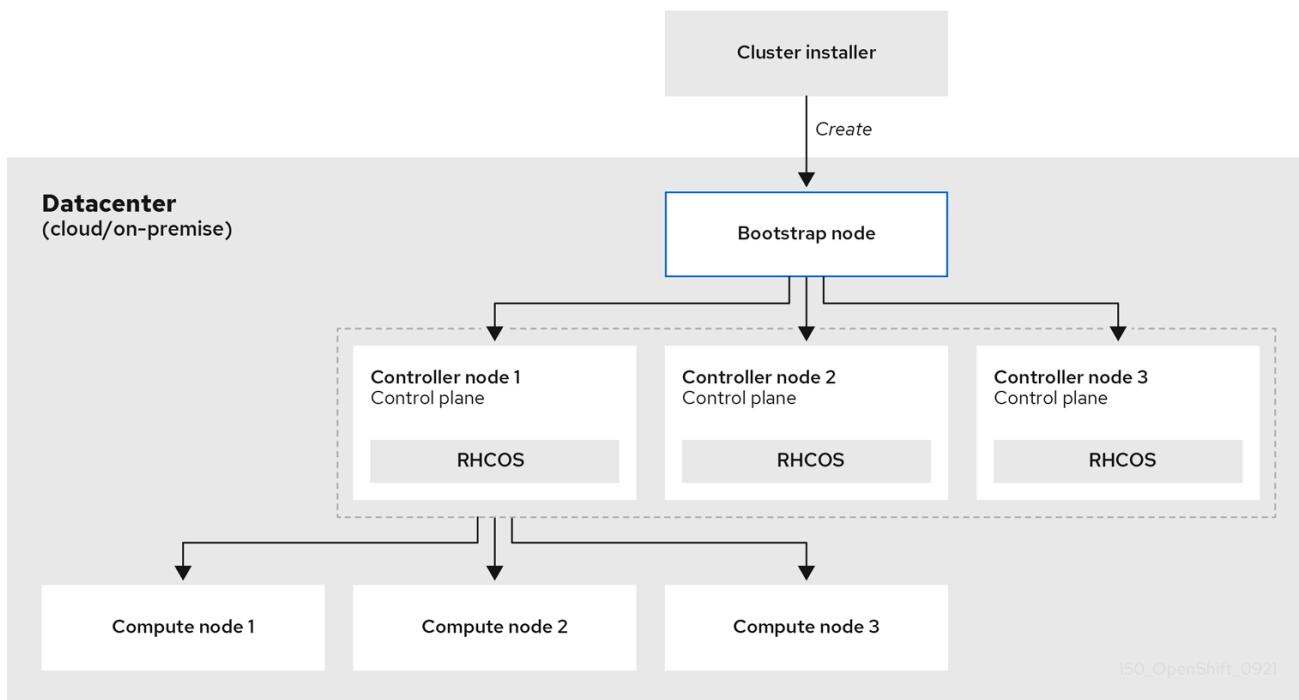 Cluster installer
Create
Datacenter
(cloud/on-premise)
Bootstrap node
Controller node 1
Control plane
RHCOS
Controller node 2
Control plane
RHCOS
Controller node 3
Control plane
RHCOS
Compute node 1
Compute node 2
Compute node 3
150_OpenShift_0921